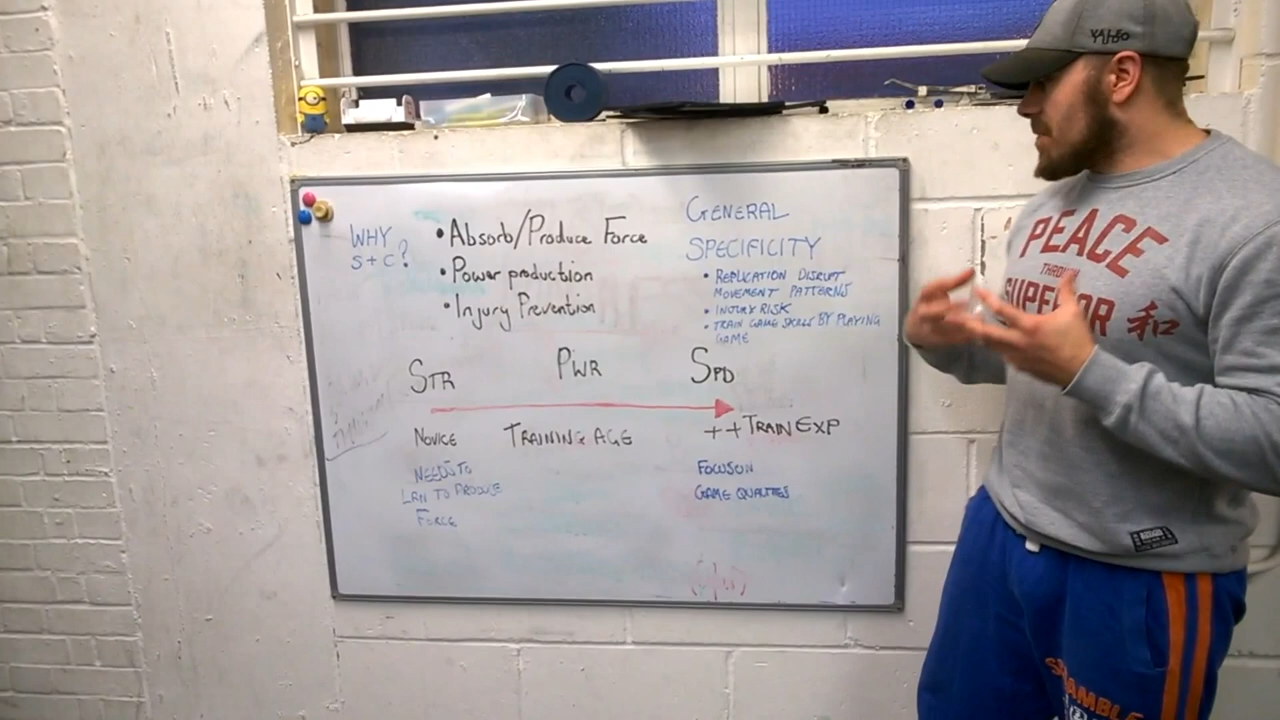 WHY
S+C?
• Absorb/Produce Force
• Power production
• Injury Prevention
GENERAL
SPECIFICITY
• REPLICATION DISRUPT
MOVEMENT PATTERNS
• INJURY RISK
• TRAIN GAME SKILLS BY PLAYING
GAME
STR
PWR
SPD
NOVICE
TRAINING AGE
++TRAIN EXP
NEEDS TO
LRN TO PRODUCE
FORCE
FOCUS ON
GAME QUALITIES
PEACE
THROUGH
SUPERIOR
和
SCRAMBLE